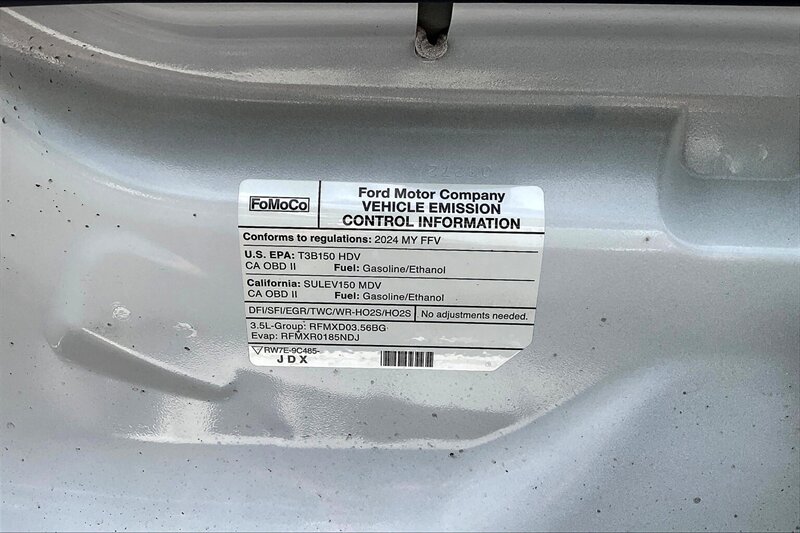 FoMoCo
Ford Motor Company
VEHICLE EMISSION
CONTROL INFORMATION
Conforms to regulations: 2024 MY FFV
U.S. EPA: T3B150 HDV
CA OBD II Fuel: Gasoline/Ethanol
California: SULEV150 MDV
CA OBD II Fuel: Gasoline/Ethanol
DFI/SFI/EGR/TWC/WR-HO2S/HO2S No adjustments needed.
3.5L-Group: RFMXD03.56BG
Evap: RFMXR0185NDJ
RW7E-9C485-
JDX